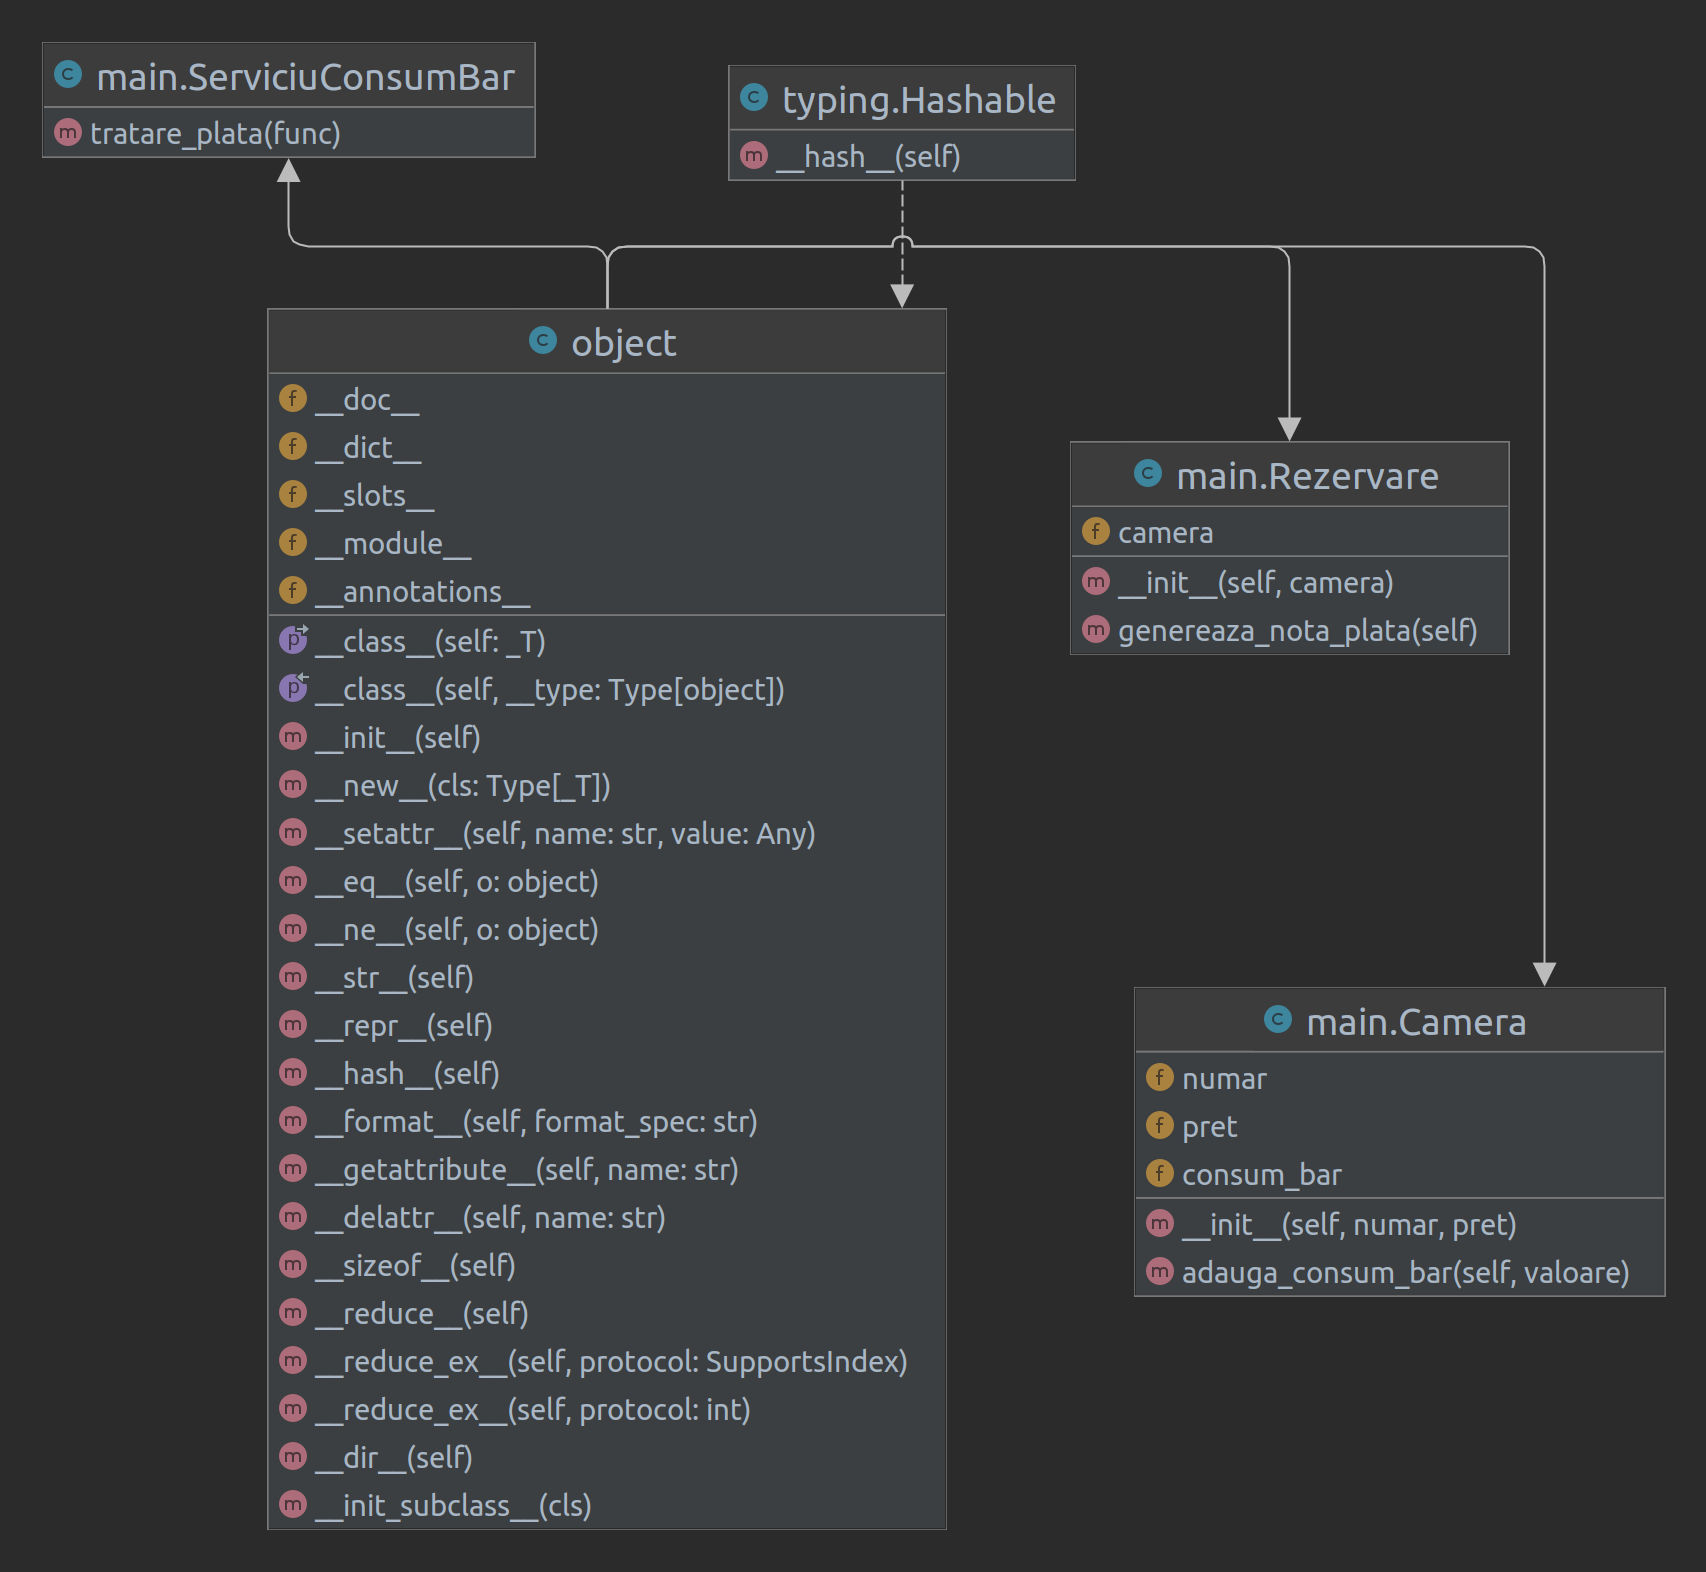 main.ServiciuConsumBar
tratare_plata(func)
typing.Hashable
__hash__(self)
object
__doc__
__dict__
__slots__
__module__
__annotations__
__class__(self: _T)
__class__(self, __type: Type[object])
__init__(self)
__new__(cls: Type[_T])
__setattr__(self, name: str, value: Any)
__eq__(self, o: object)
__ne__(self, o: object)
__str__(self)
__repr__(self)
__hash__(self)
__format__(self, format_spec: str)
__getattribute__(self, name: str)
__delattr__(self, name: str)
__sizeof__(self)
__reduce__(self)
__reduce_ex__(self, protocol: SupportsIndex)
__reduce_ex__(self, protocol: int)
__dir__(self)
__init_subclass__(cls)
main.Rezervare
camera
__init__(self, camera)
genereaza_nota_plata(self)
main.Camera
numar
pret
consum_bar
__init__(self, numar, pret)
adauga_consum_bar(self, valoare)